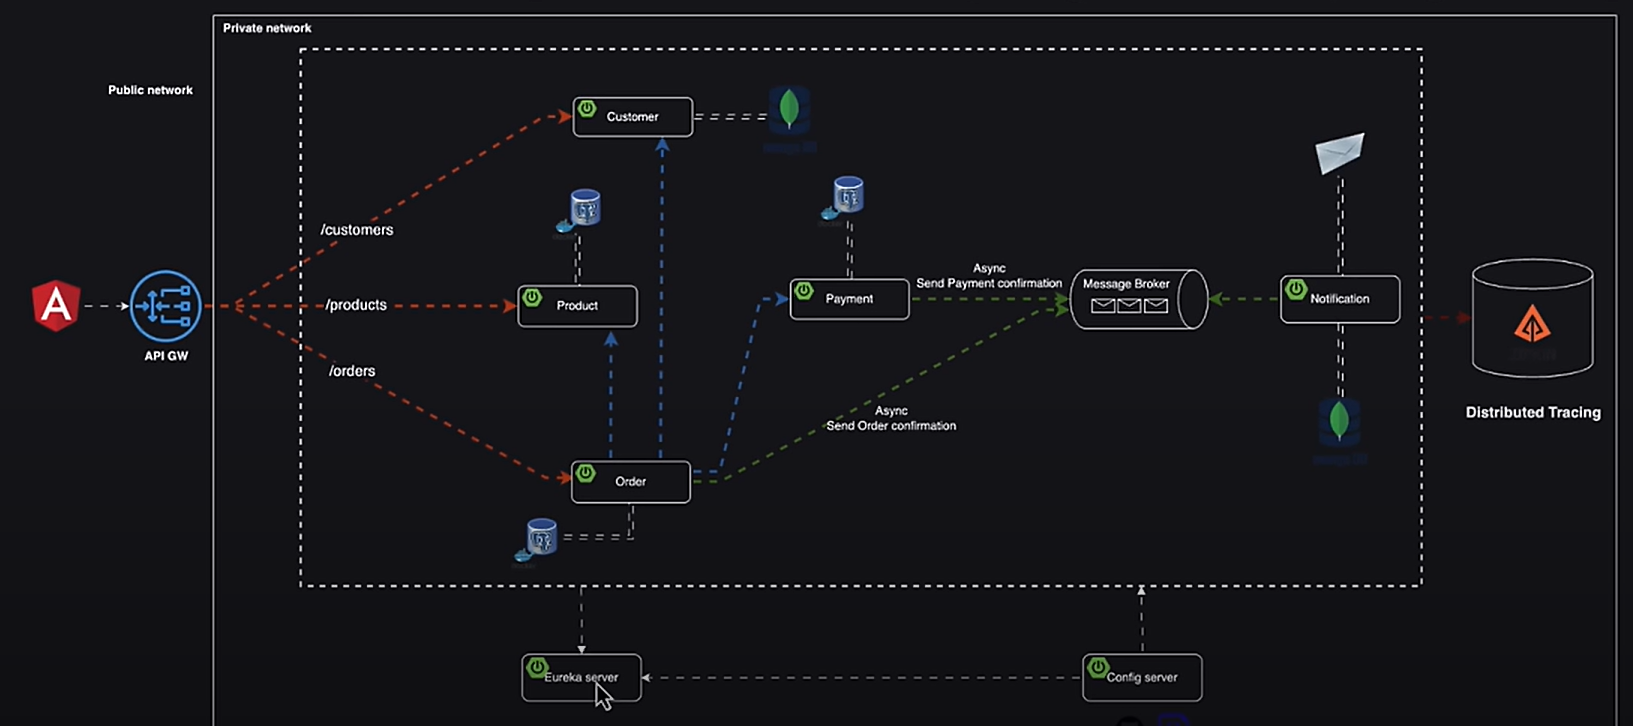 Private network
Public network
Customer
/customers
/products
Product
Payment
Async
Send Payment confirmation
Message Broker
Notification
API GW
/orders
Async
Send Order confirmation
Distributed Tracing
Order
Eureka server
Config server